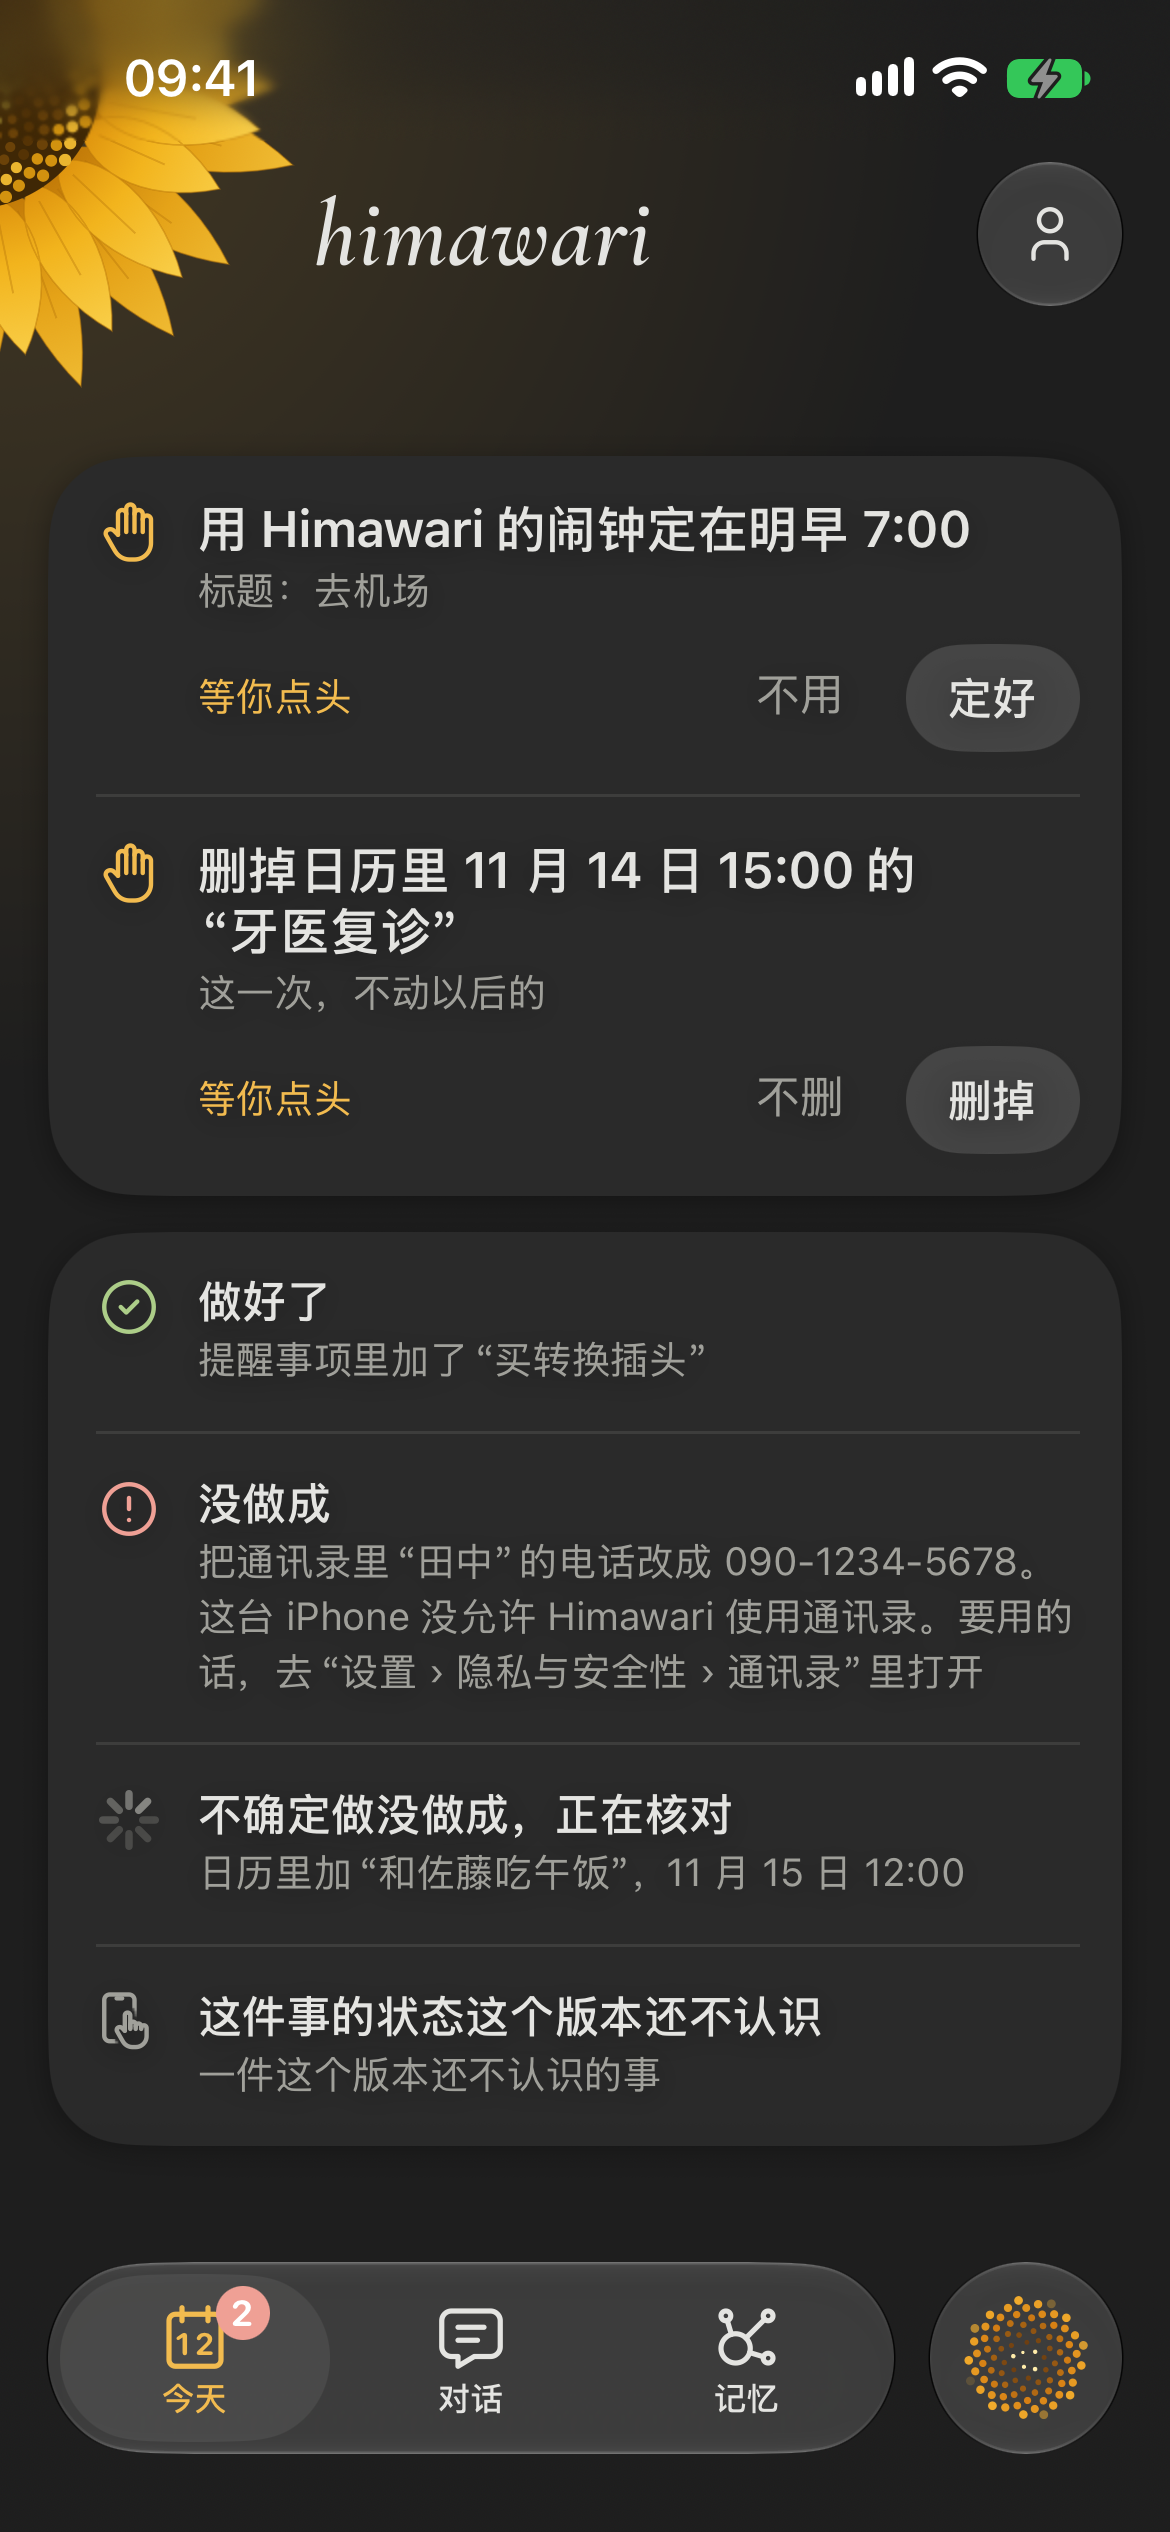 09:41
himawari
用 Himawari 的闹钟定在明早 7:00
标题：去机场
等你点头
不用
定好
删掉日历里 11 月 14 日 15:00 的
“牙医复诊”
这一次，不动以后的
等你点头
不删
删掉
做好了
提醒事项里加了“买转换插头”
没做成
把通讯录里“田中”的电话改成 090-1234-5678。
这台 iPhone 没允许 Himawari 使用通讯录。要用的
话，去“设置 › 隐私与安全性 › 通讯录”里打开
不确定做没做成，正在核对
日历里加“和佐藤吃午饭”，11 月 15 日 12:00
这件事的状态这个版本还不认识
一件这个版本还不认识的事
12
2
今天
对话
记忆